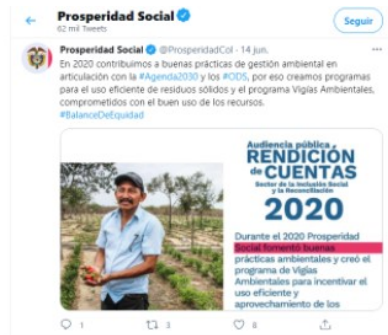 Prosperidad Social
62 mil Tweets
Seguir
Prosperidad Social @ProsperidadCol · 14 jun.
En 2020 contribuimos a buenas prácticas de gestión ambiental en
articulación con la #Agenda2030 y los #ODS, por eso creamos programas
para el uso eficiente de residuos sólidos y el programa Vigías Ambientales,
comprometidos con el buen uso de los recursos.
#BalanceDeEquidad
Audiencia pública
RENDICIÓN
de CUENTAS
Sector de la Inclusión Social
y la Reconciliación
2020
Durante el 2020 Prosperidad
Social fomentó buenas
prácticas ambientales y creó el
programa de Vigías
Ambientales para incentivar el
uso eficiente y
aprovechamiento de los
1
3
8